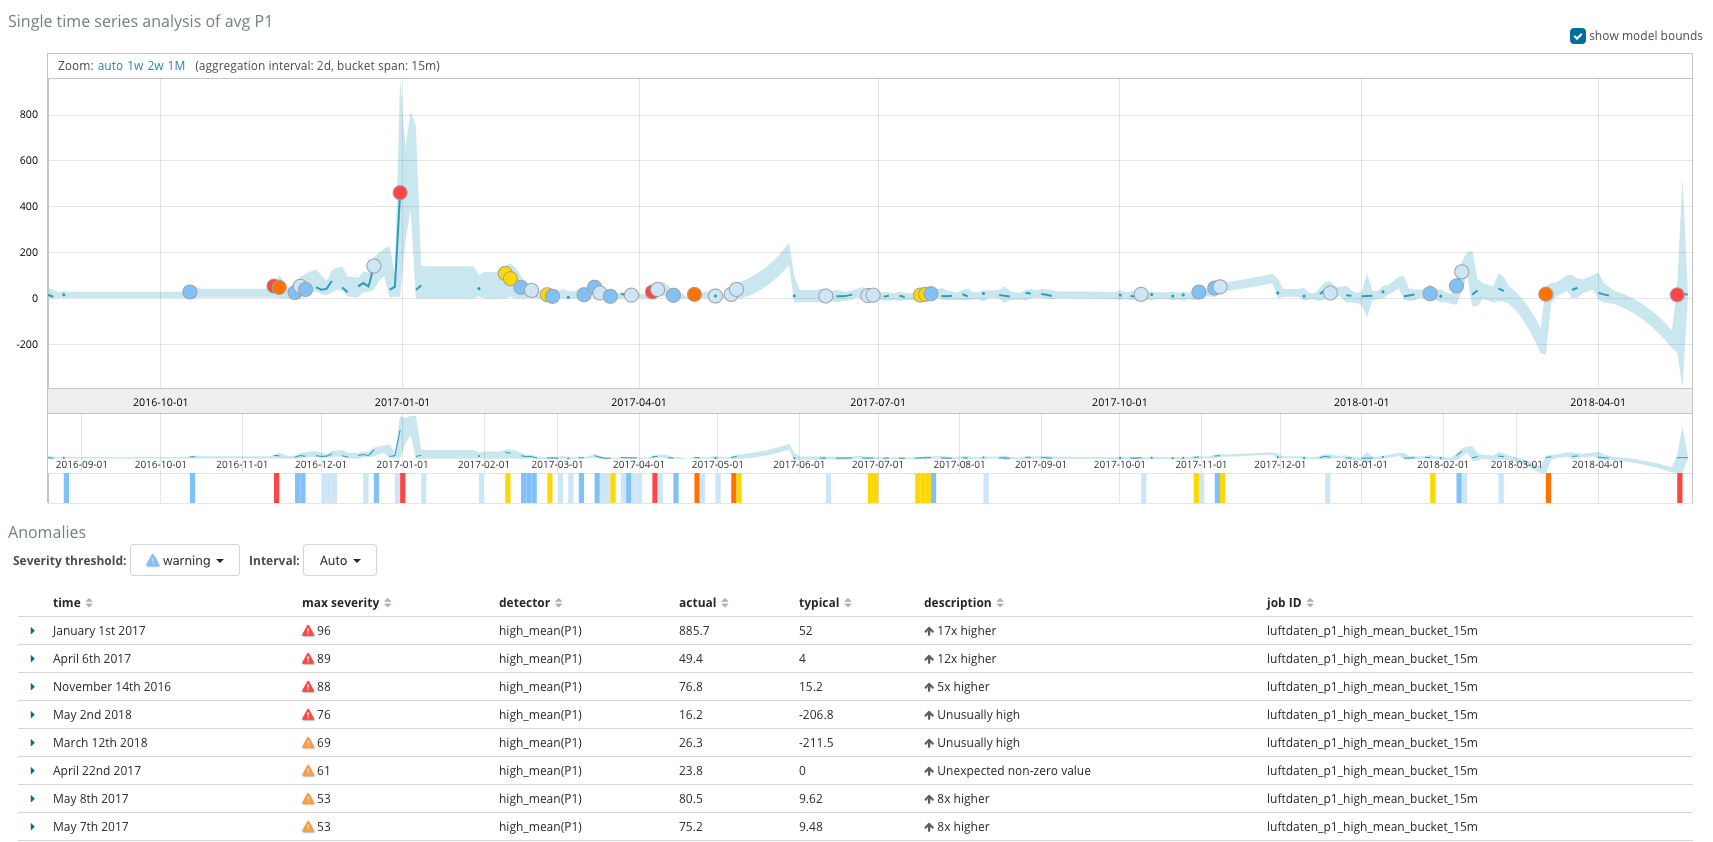 Single time series analysis of avg P1
show model bounds
Zoom: auto 1w 2w 1M (aggregation interval: 2d, bucket span: 15m)
800
600
400
200
0
-200
2016-10-01 2017-01-01 2017-04-01 2017-07-01 2017-10-01 2018-01-01 2018-04-01
2016-09-01 2016-10-01 2016-11-01 2016-12-01 2017-01-01 2017-02-01 2017-03-01 2017-04-01 2017-05-01 2017-06-01 2017-07-01 2017-08-01 2017-09-01 2017-10-01 2017-11-01 2017-12-01 2018-01-01 2018-02-01 2018-03-01 2018-04-01
Anomalies
Severity threshold: warning Interval: Auto
time max severity detector actual typical description job ID
January 1st 2017 96 high_mean(P1) 885.7 52 17x higher luftdaten_p1_high_mean_bucket_15m
April 6th 2017 89 high_mean(P1) 49.4 4 12x higher luftdaten_p1_high_mean_bucket_15m
November 14th 2016 88 high_mean(P1) 76.8 15.2 5x higher luftdaten_p1_high_mean_bucket_15m
May 2nd 2018 76 high_mean(P1) 16.2 -206.8 Unusually high luftdaten_p1_high_mean_bucket_15m
March 12th 2018 69 high_mean(P1) 26.3 -211.5 Unusually high luftdaten_p1_high_mean_bucket_15m
April 22nd 2017 61 high_mean(P1) 23.8 0 Unexpected non-zero value luftdaten_p1_high_mean_bucket_15m
May 8th 2017 53 high_mean(P1) 80.5 9.62 8x higher luftdaten_p1_high_mean_bucket_15m
May 7th 2017 53 high_mean(P1) 75.2 9.48 8x higher luftdaten_p1_high_mean_bucket_15m